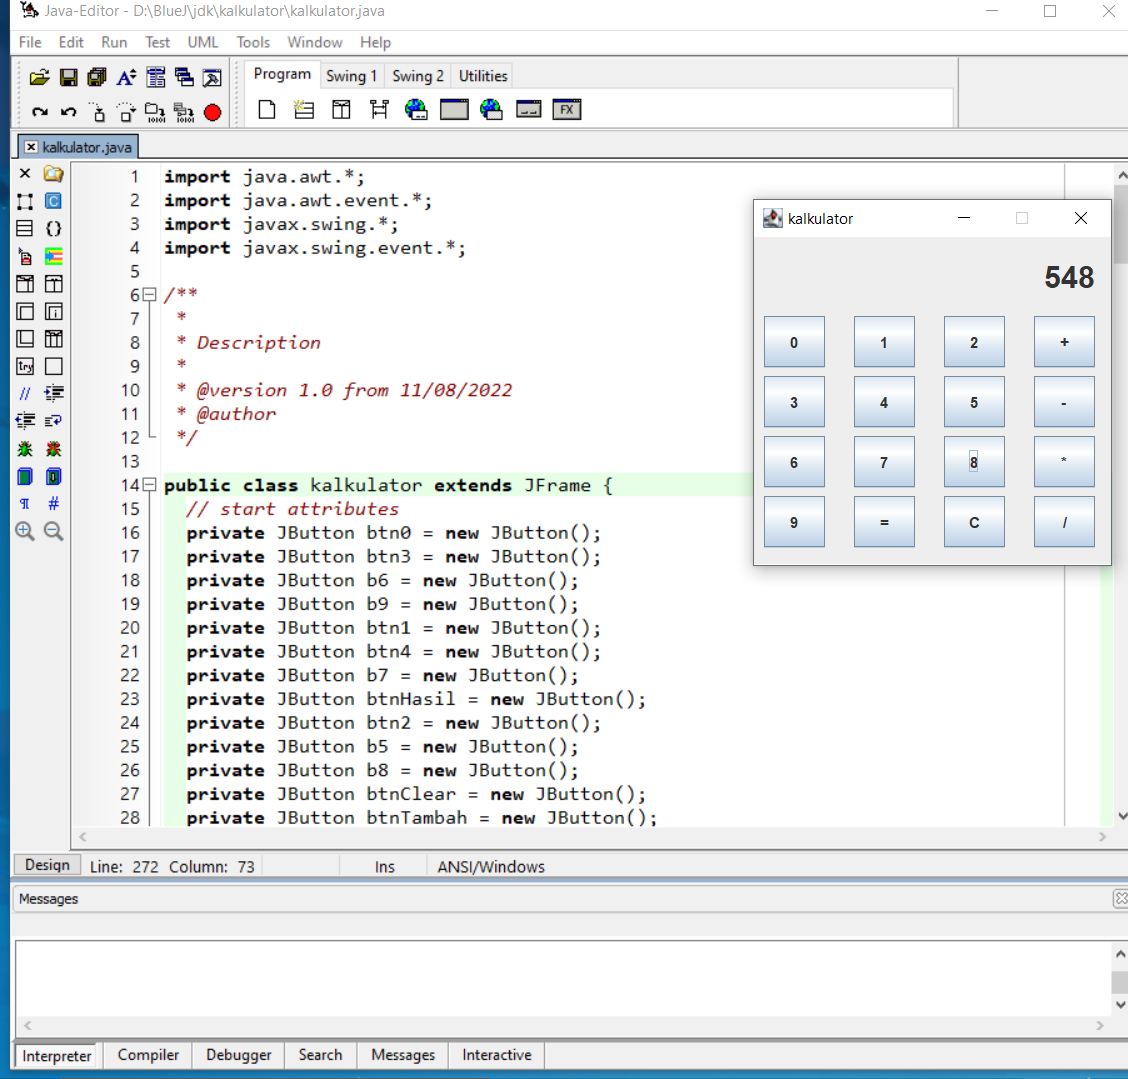 Java-Editor - D:\BlueJ\jdk\kalkulator\kalkulator.java
File Edit Run Test UML Tools Window Help
Program Swing 1 Swing 2 Utilities
FX
kalkulator.java
1 import java.awt.*;
2 import java.awt.event.*;
3 import javax.swing.*;
4 import javax.swing.event.*;
5
6 /**
7 *
8 * Description
9 *
10 * @version 1.0 from 11/08/2022
11 * @author
12 */
13
14 public class kalkulator extends JFrame {
15 // start attributes
16 private JButton btn0 = new JButton();
17 private JButton btn3 = new JButton();
18 private JButton b6 = new JButton();
19 private JButton b9 = new JButton();
20 private JButton btn1 = new JButton();
21 private JButton btn4 = new JButton();
22 private JButton b7 = new JButton();
23 private JButton btnHasil = new JButton();
24 private JButton btn2 = new JButton();
25 private JButton b5 = new JButton();
26 private JButton b8 = new JButton();
27 private JButton btnClear = new JButton();
28 private JButton btnTambah = new JButton();
kalkulator
548
0 1 2 +
3 4 5 -
6 7 8 *
9 = C /
Design Line: 272 Column: 73 Ins ANSI/Windows
Messages
Interpreter Compiler Debugger Search Messages Interactive